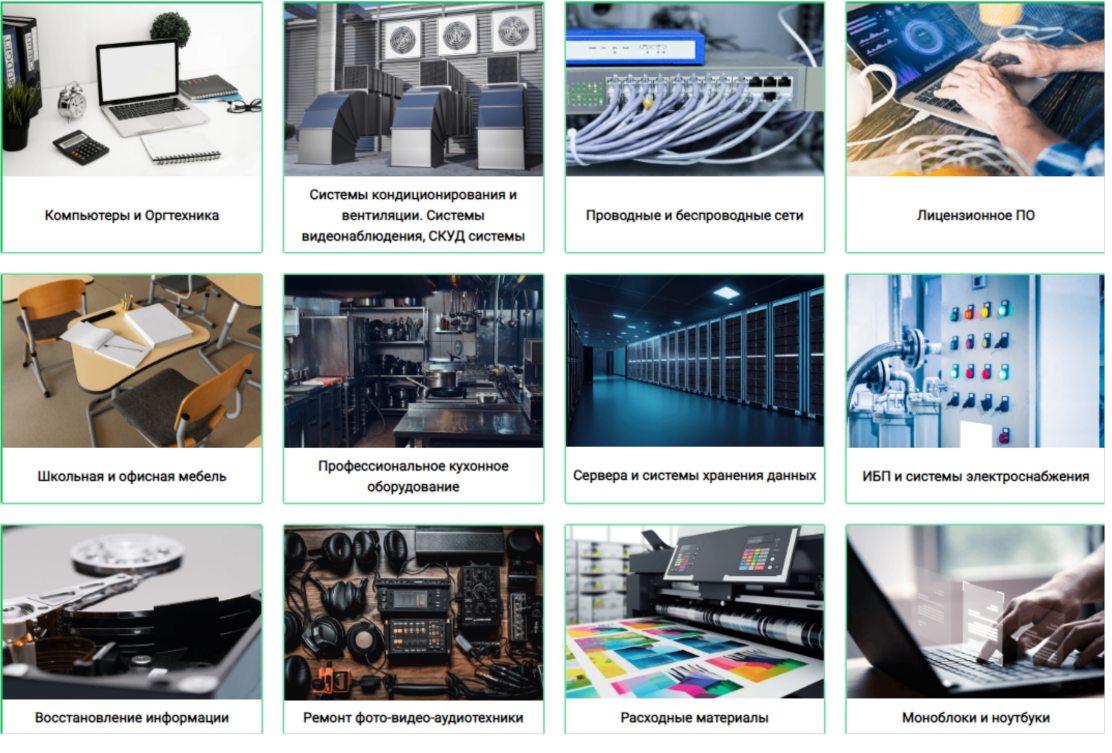 Компьютеры и Оргтехника
Системы кондиционирования и
вентиляции. Системы
видеонаблюдения, СКУД системы
Проводные и беспроводные сети
Лицензионное ПО
Школьная и офисная мебель
Профессиональное кухонное
оборудование
Сервера и системы хранения данных
ИБП и системы электроснабжения
Восстановление информации
Ремонт фото-видео-аудиотехники
Расходные материалы
Моноблоки и ноутбуки